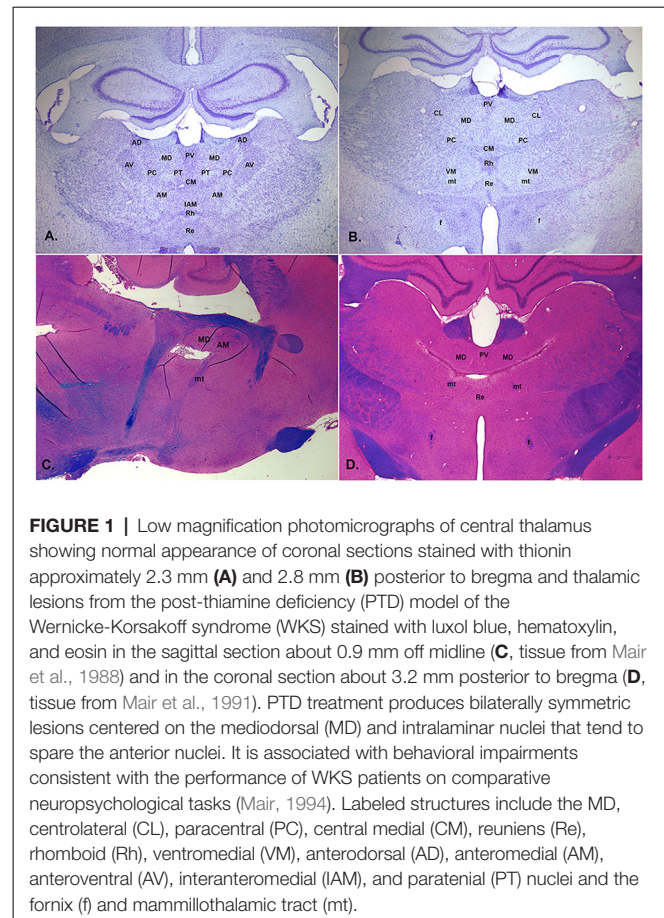 AD PV AD
MD MD
AV AV
PC PT PT PC
CM
AM AM
IAM
Rh
Re
A.
PV
CL MD MD CL
PC PC
CM
Rh
VM VM
mt mt
Re
f f
B.
MD
AM
mt
C.
MD PV MD
mt mt
Re
f f
D.
FIGURE 1 | Low magnification photomicrographs of central thalamus
showing normal appearance of coronal sections stained with thionin
approximately 2.3 mm (A) and 2.8 mm (B) posterior to bregma and thalamic
lesions from the post-thiamine deficiency (PTD) model of the
Wernicke-Korsakoff syndrome (WKS) stained with luxol blue, hematoxylin,
and eosin in the sagittal section about 0.9 mm off midline (C, tissue from Mair
et al., 1988) and in the coronal section about 3.2 mm posterior to bregma (D,
tissue from Mair et al., 1991). PTD treatment produces bilaterally symmetric
lesions centered on the mediodorsal (MD) and intralaminar nuclei that tend to
spare the anterior nuclei. It is associated with behavioral impairments
consistent with the performance of WKS patients on comparative
neuropsychological tasks (Mair, 1994). Labeled structures include the MD,
centrolateral (CL), paracentral (PC), central medial (CM), reuniens (Re),
rhomboid (Rh), ventromedial (VM), anterodorsal (AD), anteromedial (AM),
anteroventral (AV), interanteromedial (IAM), and paratenial (PT) nuclei and the
fornix (f) and mammillothalamic tract (mt).